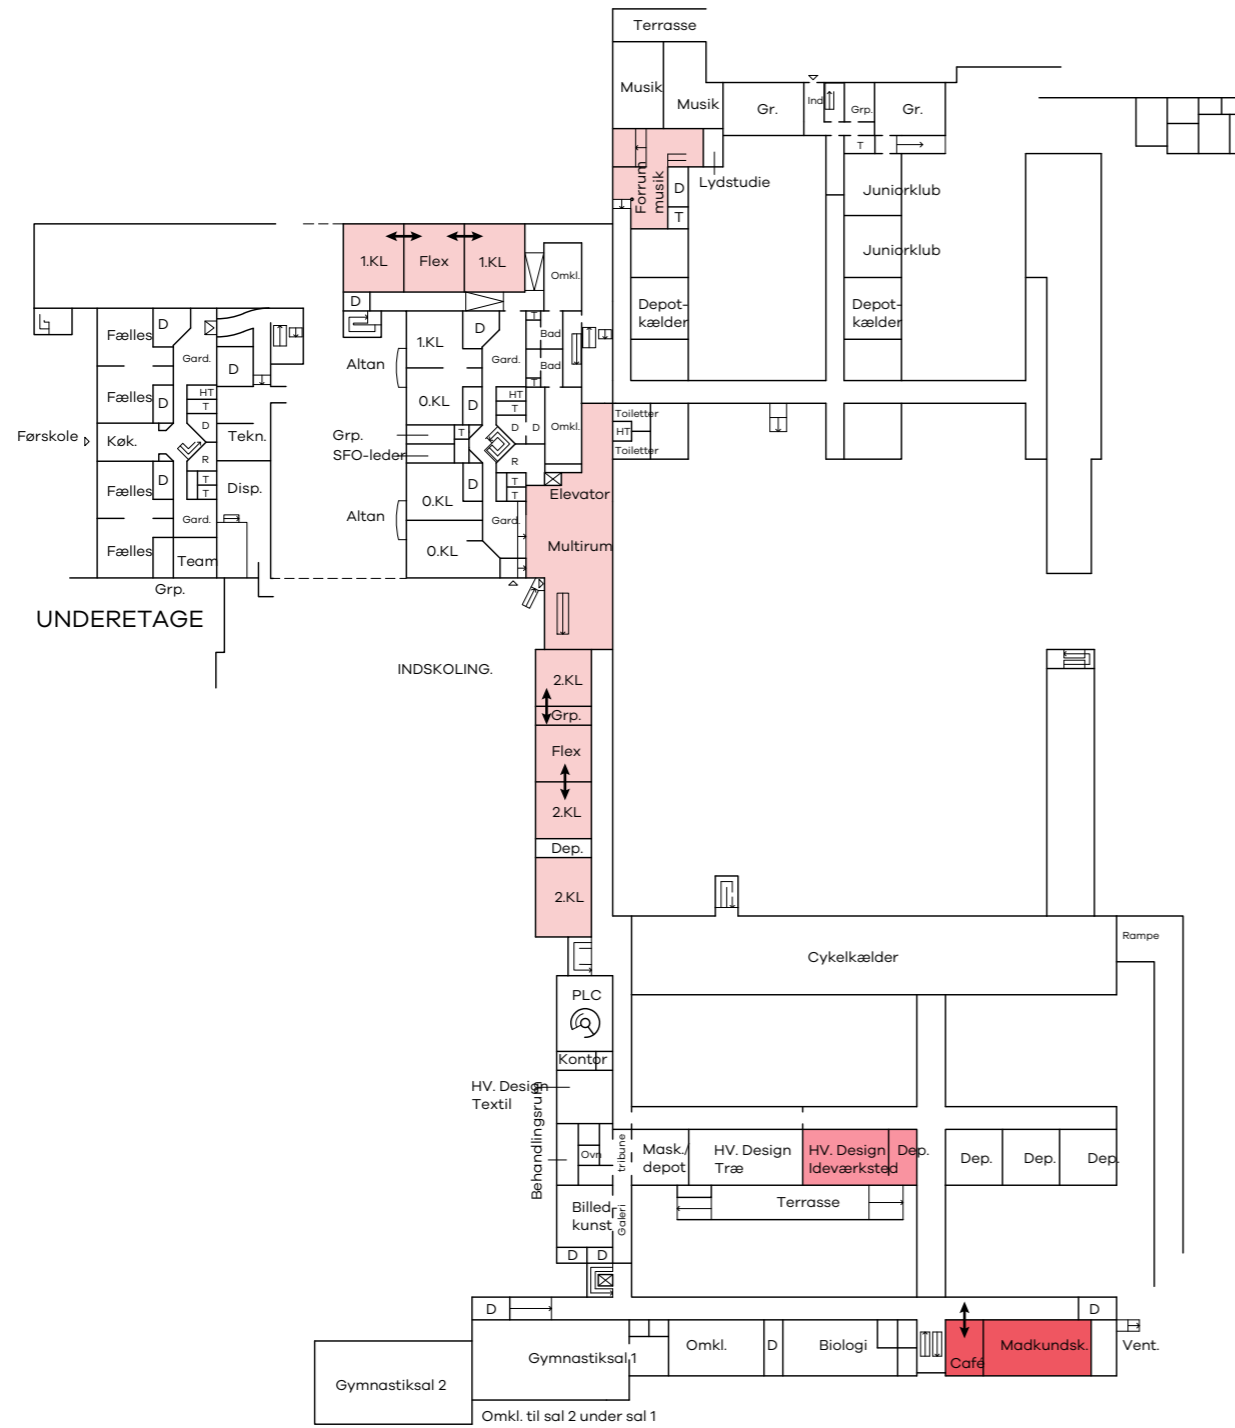 Terrasse
Musik
Musik
Gr.
Ind
Grp.
Gr.
T
Forrum
musik
D
T
Lydstudie
Juniorklub
Juniorklub
Depot-
kælder
Depot-
kælder
1.KL
Flex
1.KL
D
Omkl.
Fælles
D
Gard.
D
Fælles
D
HT
T
D
Førskole
Køk.
Tekn.
R
Fælles
D
T
T
Disp.
Gard.
Fælles
Team
Grp.
UNDERETAGE
Altan
1.KL
D
Gard.
T
Bad
Bad
T
0.KL
D
HT
T
D
D
Omkl.
Grp.
SFO-leder
T
R
D
T
T
0.KL
Altan
Gard.
0.KL
Toiletter
HT
Toiletter
Elevator
Multirum
INDSKOLING.
2.KL
Grp.
Flex
2.KL
Dep.
2.KL
Cykelkælder
Rampe
PLC
Kontor
HV. Design
Textil
Behandlingsrum
Ovn
tribune
Mask./
depot
HV. Design
Træ
HV. Design
Ideværksted
Dep.
Dep.
Dep.
Dep.
Terrasse
Billed
kunst
Galeri
D
D
D
D
Gymnastiksal 1
Omkl.
D
Biologi
Café
Madkundsk.
Vent.
Gymnastiksal 2
Omkl. til sal 2 under sal 1